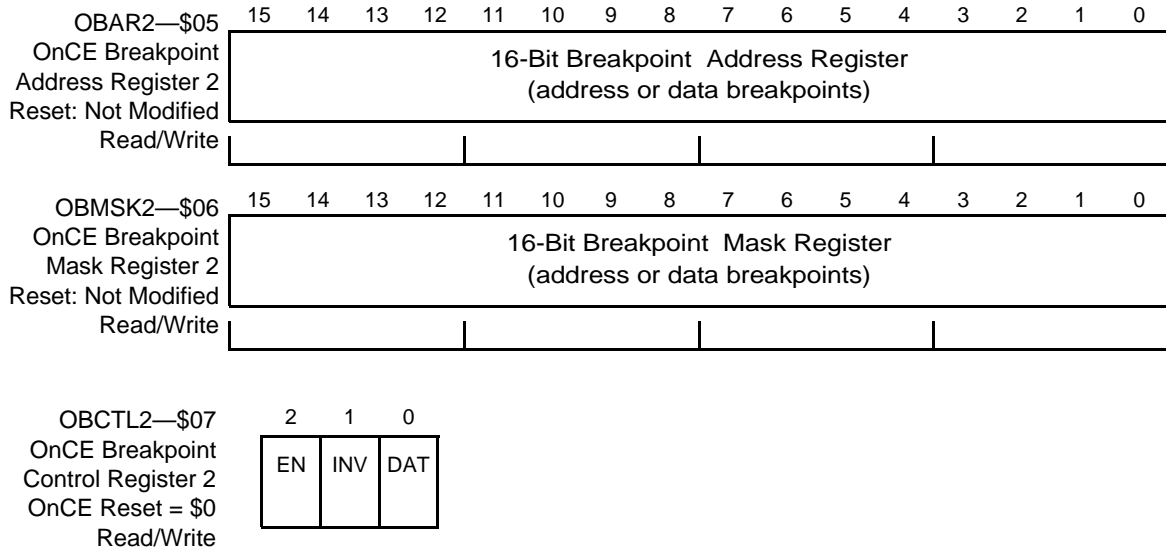 OBAR2—$05
OnCE Breakpoint
Address Register 2
Reset: Not Modified
Read/Write
15 14 13 12 11 10 9 8 7 6 5 4 3 2 1 0
16-Bit Breakpoint Address Register
(address or data breakpoints)
OBMSK2—$06
OnCE Breakpoint
Mask Register 2
Reset: Not Modified
Read/Write
15 14 13 12 11 10 9 8 7 6 5 4 3 2 1 0
16-Bit Breakpoint Mask Register
(address or data breakpoints)
OBCTL2—$07
OnCE Breakpoint
Control Register 2
OnCE Reset = $0
Read/Write
2 1 0
EN INV DAT